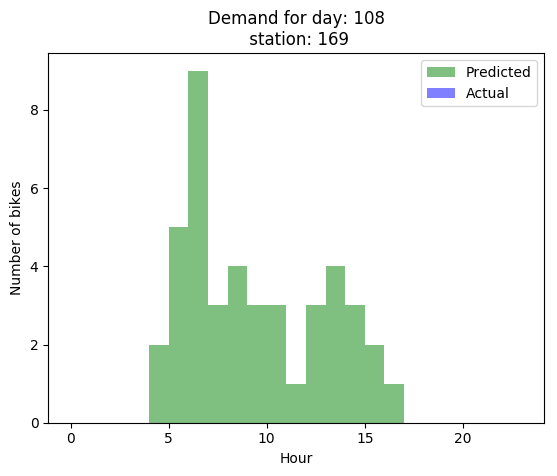 Demand for day: 108
station: 169
Predicted
Actual
Number of bikes
8
6
4
2
0
0
5
10
15
20
Hour